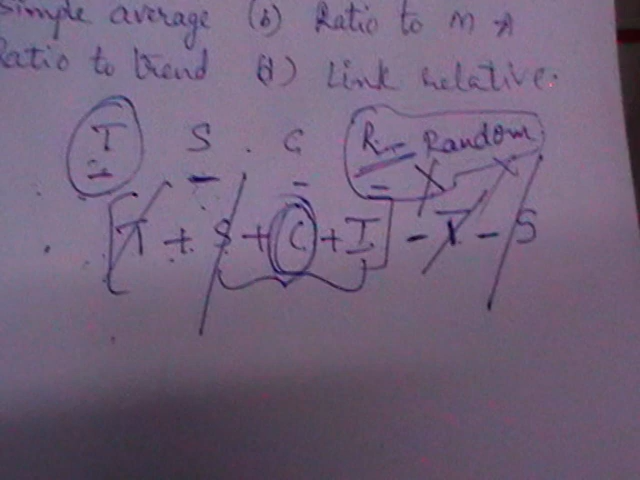 Simple average (b) Ratio to M A
Ratio to trend (d) Link relative.
T S . C R - Random
[T + S + C + I] - T - S